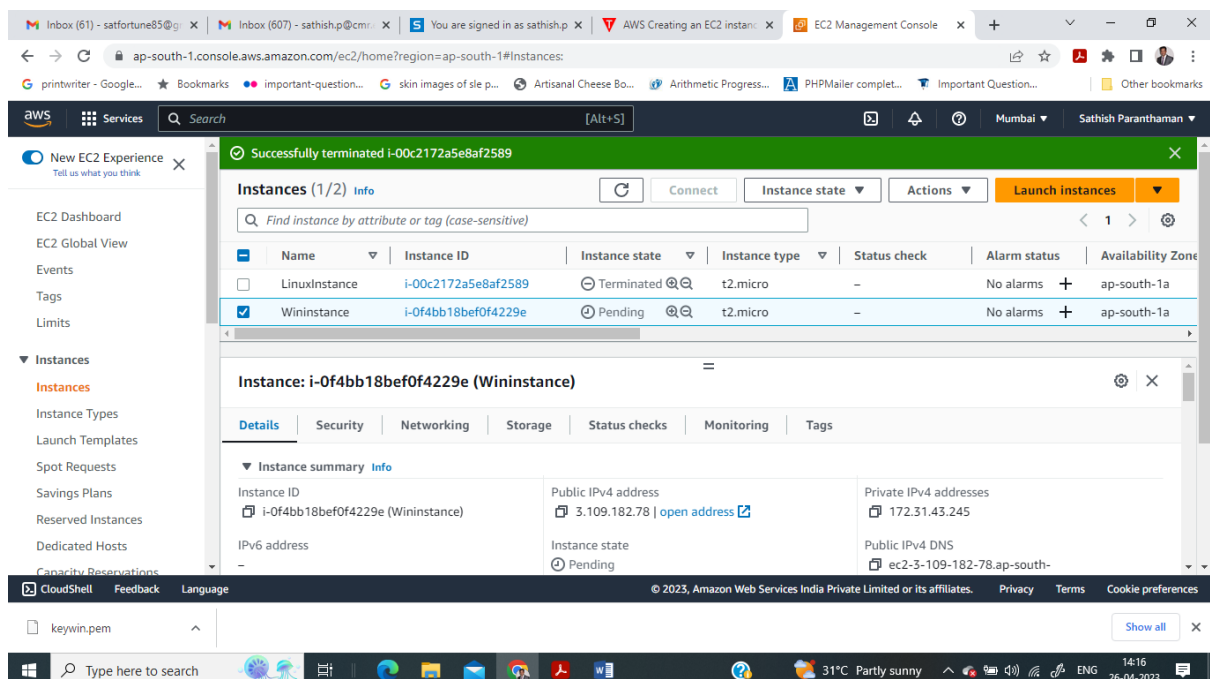 Inbox (61) - satfortune85@g
Inbox (607) - sathish.p@cmr
You are signed in as sathish.p
AWS Creating an EC2 instanc
EC2 Management Console
ap-south-1.console.aws.amazon.com/ec2/home?region=ap-south-1#Instances:
printwriter - Google... Bookmarks important-question... skin images of sle p... Artisanal Cheese Bo... Arithmetic Progress... PHPMailer complet... Important Question... Other bookmarks
aws Services Search [Alt+S] Mumbai ▼ Sathish Paranthaman ▼
New EC2 Experience
Tell us what you think
EC2 Dashboard
EC2 Global View
Events
Tags
Limits
▼ Instances
Instances
Instance Types
Launch Templates
Spot Requests
Savings Plans
Reserved Instances
Dedicated Hosts
Capacity Reservations
Successfully terminated i-00c2172a5e8af2589
Instances (1/2) Info Connect Instance state ▼ Actions ▼ Launch instances ▼
Find instance by attribute or tag (case-sensitive) < 1 >
Name Instance ID Instance state Instance type Status check Alarm status Availability Zone
LinuxInstance i-00c2172a5e8af2589 Terminated t2.micro – No alarms + ap-south-1a
Wininstance i-0f4bb18bef0f4229e Pending t2.micro – No alarms + ap-south-1a
Instance: i-0f4bb18bef0f4229e (Wininstance)
Details Security Networking Storage Status checks Monitoring Tags
▼ Instance summary Info
Instance ID Public IPv4 address Private IPv4 addresses
i-0f4bb18bef0f4229e (Wininstance) 3.109.182.78 | open address 172.31.43.245
IPv6 address Instance state Public IPv4 DNS
– Pending ec2-3-109-182-78.ap-south-
CloudShell Feedback Language © 2023, Amazon Web Services India Private Limited or its affiliates. Privacy Terms Cookie preferences
keywin.pem Show all
Type here to search 31°C Partly sunny ENG 14:16
26-04-2023